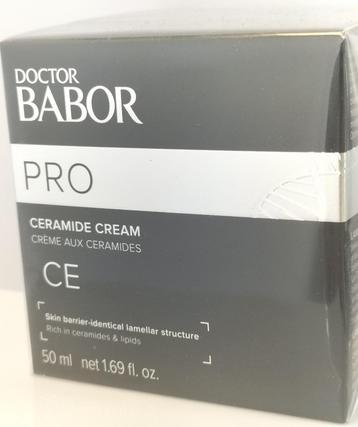 DOCTOR
BABOR
PRO
CERAMIDE CREAM
CRÈME AUX CERAMIDES
CE
Skin barrier-identical lamellar structure
Rich in ceramides & lipids
50 ml net 1.69 fl. oz.